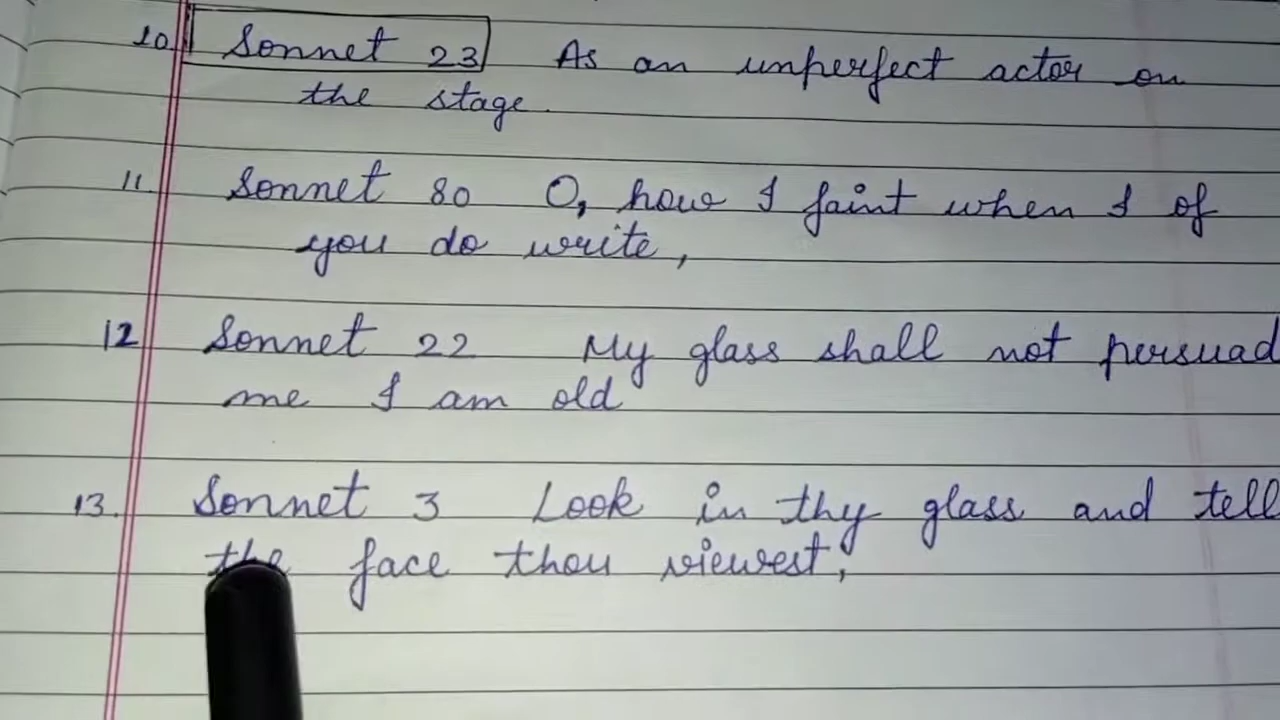 10. Sonnet 23 As an unperfect actor on
the stage.
11. Sonnet 80 O, how I faint when I of
you do write,
12 Sonnet 22 My glass shall not persuad
me I am old
13. Sonnet 3 Look in thy glass and tell
the face thou viewest,